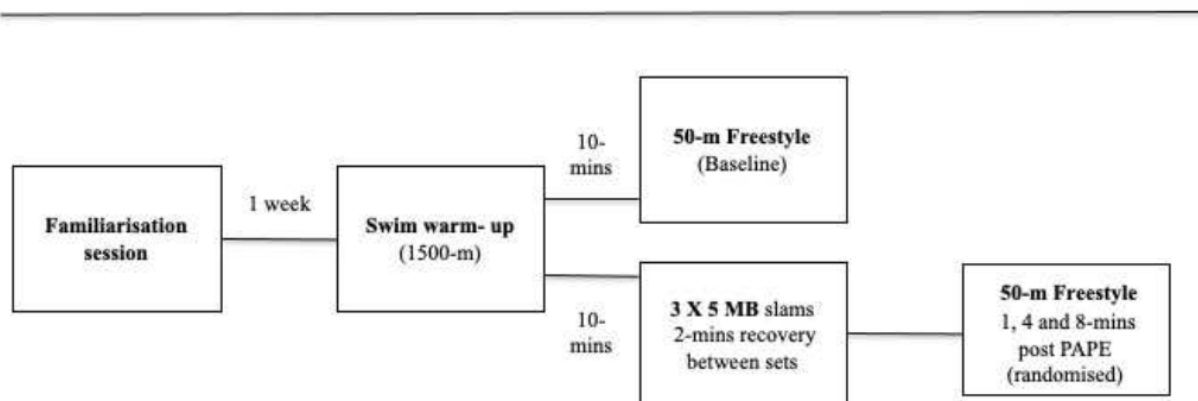 Familiarisation
session
1 week
Swim warm- up
(1500-m)
10-
mins
50-m Freestyle
(Baseline)
10-
mins
3 X 5 MB slams
2-mins recovery
between sets
50-m Freestyle
1, 4 and 8-mins
post PAPE
(randomised)